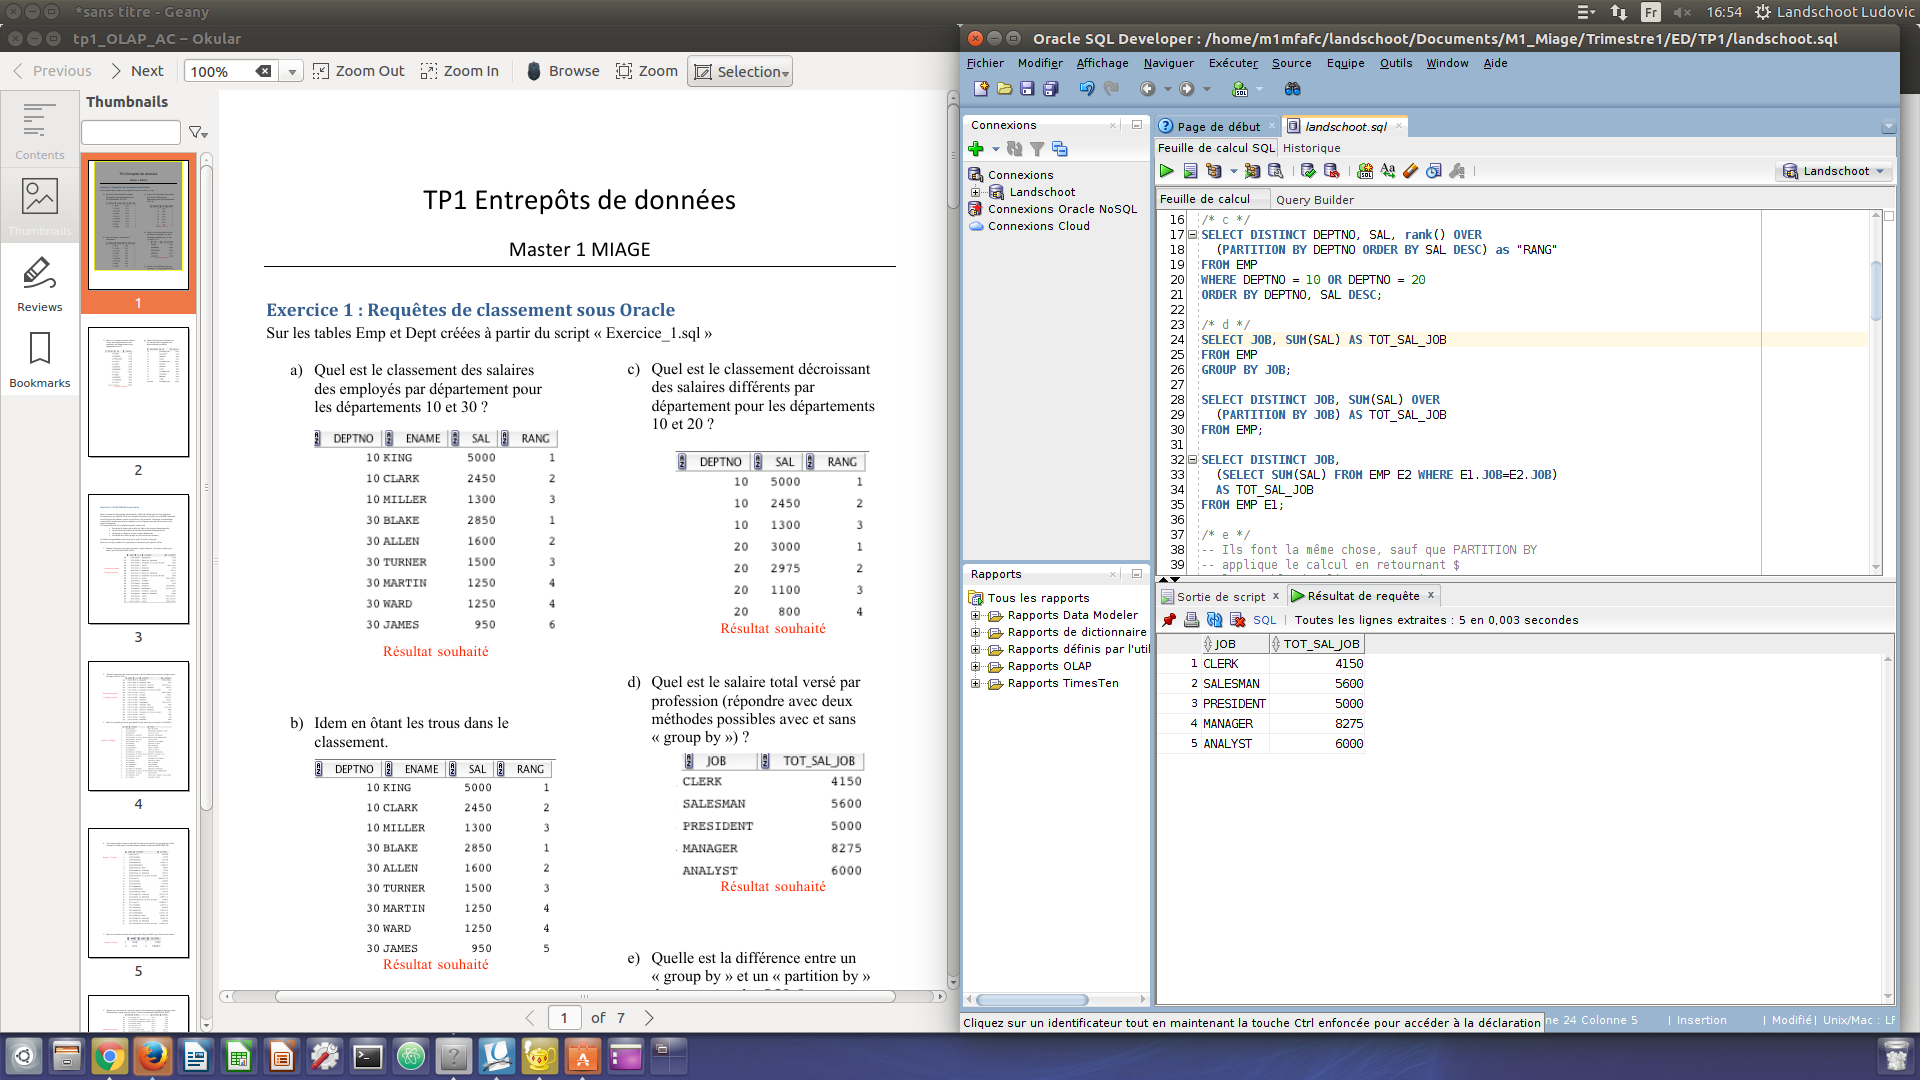 *sans titre - Geany
Fr
16:54
Landschoot Ludovic
tp1_OLAP_AC – Okular
Previous
Next
100%
Zoom Out
Zoom In
Browse
Zoom
Selection
Contents
Thumbnails
Reviews
Bookmarks
Thumbnails
1
2
3
4
5
TP1 Entrepôts de données
Master 1 MIAGE
Exercice 1 : Requêtes de classement sous Oracle
Sur les tables Emp et Dept créées à partir du script « Exercice_1.sql »
a) Quel est le classement des salaires
des employés par département pour
les départements 10 et 30 ?
DEPTNO ENAME SAL RANG
10 KING 5000 1
10 CLARK 2450 2
10 MILLER 1300 3
30 BLAKE 2850 1
30 ALLEN 1600 2
30 TURNER 1500 3
30 MARTIN 1250 4
30 WARD 1250 4
30 JAMES 950 6
Résultat souhaité
b) Idem en ôtant les trous dans le
classement.
DEPTNO ENAME SAL RANG
10 KING 5000 1
10 CLARK 2450 2
10 MILLER 1300 3
30 BLAKE 2850 1
30 ALLEN 1600 2
30 TURNER 1500 3
30 MARTIN 1250 4
30 WARD 1250 4
30 JAMES 950 5
Résultat souhaité
c) Quel est le classement décroissant
des salaires différents par
département pour les départements
10 et 20 ?
DEPTNO SAL RANG
10 5000 1
10 2450 2
10 1300 3
20 3000 1
20 2975 2
20 1100 3
20 800 4
Résultat souhaité
d) Quel est le salaire total versé par
profession (répondre avec deux
méthodes possibles avec et sans
« group by ») ?
JOB TOT_SAL_JOB
CLERK 4150
SALESMAN 5600
PRESIDENT 5000
MANAGER 8275
ANALYST 6000
Résultat souhaité
e) Quelle est la différence entre un
« group by » et un « partition by »
1 of 7
Oracle SQL Developer : /home/m1mfafc/landschoot/Documents/M1_Miage/Trimestre1/ED/TP1/landschoot.sql
Fichier Modifier Affichage Naviguer Exécuter Source Equipe Outils Window Aide
Connexions
Connexions
Landschoot
Connexions Oracle NoSQL
Connexions Cloud
Rapports
Tous les rapports
Rapports Data Modeler
Rapports de dictionnaire
Rapports définis par l'util
Rapports OLAP
Rapports TimesTen
Page de début
landschoot.sql
Feuille de calcul SQL Historique
Landschoot
Feuille de calcul Query Builder
16 /* c */
17 SELECT DISTINCT DEPTNO, SAL, rank() OVER
18 (PARTITION BY DEPTNO ORDER BY SAL DESC) as "RANG"
19 FROM EMP
20 WHERE DEPTNO = 10 OR DEPTNO = 20
21 ORDER BY DEPTNO, SAL DESC;
22
23 /* d */
24 SELECT JOB, SUM(SAL) AS TOT_SAL_JOB
25 FROM EMP
26 GROUP BY JOB;
27
28 SELECT DISTINCT JOB, SUM(SAL) OVER
29 (PARTITION BY JOB) AS TOT_SAL_JOB
30 FROM EMP;
31
32 SELECT DISTINCT JOB,
33 (SELECT SUM(SAL) FROM EMP E2 WHERE E1.JOB=E2.JOB)
34 AS TOT_SAL_JOB
35 FROM EMP E1;
36
37 /* e */
38 -- Ils font la même chose, sauf que PARTITION BY
39 -- applique le calcul en retournant $
Sortie de script
Résultat de requête
SQL
Toutes les lignes extraites : 5 en 0,003 secondes
JOB TOT_SAL_JOB
1 CLERK 4150
2 SALESMAN 5600
3 PRESIDENT 5000
4 MANAGER 8275
5 ANALYST 6000
Cliquez sur un identificateur tout en maintenant la touche Ctrl enfoncée pour accéder à la déclaration
ne 24 Colonne 5
Insertion
Modifié
Unix/Mac : LF